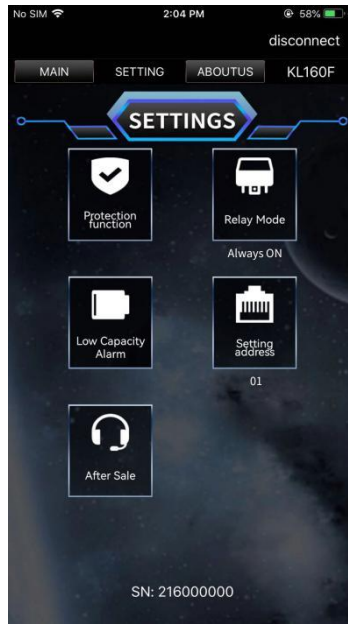 No SIM 2:04 PM 58%
disconnect
MAIN SETTING ABOUTUS KL160F
SETTINGS
Protection
function
Relay Mode
Always ON
Low Capacity
Alarm
Setting
address
01
After Sale
SN: 216000000